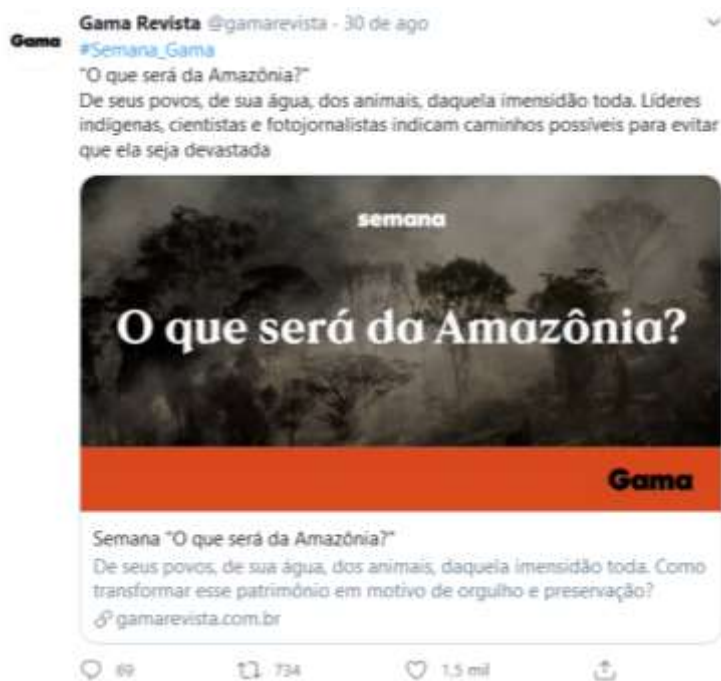 Gama
Gama Revista @gamarevista · 30 de ago
#Semana_Gama
"O que será da Amazônia?"
De seus povos, de sua água, dos animais, daquela imensidão toda. Líderes
indígenas, cientistas e fotojornalistas indicam caminhos possíveis para evitar
que ela seja devastada
semana
O que será da Amazônia?
Gama
Semana "O que será da Amazônia?"
De seus povos, de sua água, dos animais, daquela imensidão toda. Como
transformar esse patrimônio em motivo de orgulho e preservação?
gamarevista.com.br
69 734 1,5 mil